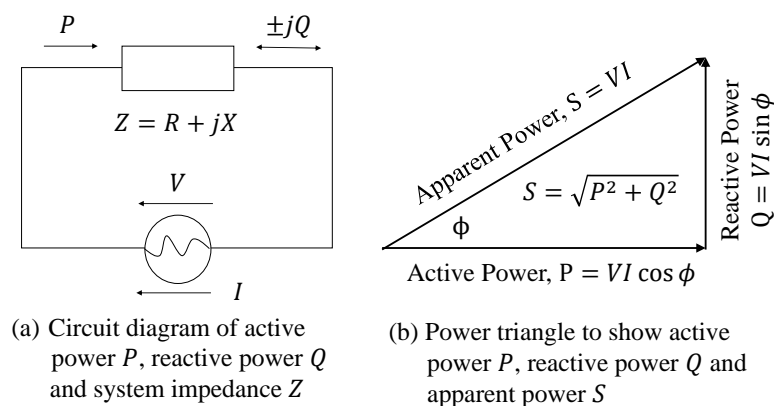 P
±jQ
Z = R + jX
V
I
(a) Circuit diagram of active
power P, reactive power Q
and system impedance Z
Apparent Power, S = VI
S = √(P² + Q²)
ϕ
Reactive Power
Q = VI sin ϕ
Active Power, P = VI cos ϕ
(b) Power triangle to show active
power P, reactive power Q and
apparent power S